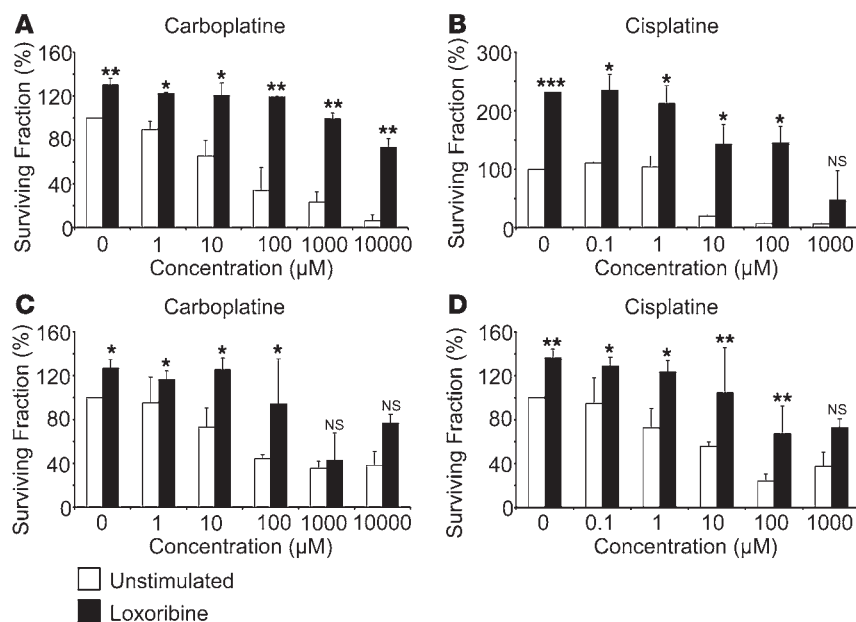 A
Carboplatine
Surviving Fraction (%)
160
120
80
40
0
** * * ** ** **
0 1 10 100 1000 10000
Concentration (µM)
B
Cisplatine
Surviving Fraction (%)
300
200
100
0
*** * * * * NS
0 0.1 1 10 100 1000
Concentration (µM)
C
Carboplatine
Surviving Fraction (%)
160
120
80
40
0
* * * * NS NS
0 1 10 100 1000 10000
Concentration (µM)
D
Cisplatine
Surviving Fraction (%)
160
120
80
40
0
** * * ** ** NS
0 0.1 1 10 100 1000
Concentration (µM)
Unstimulated
Loxoribine